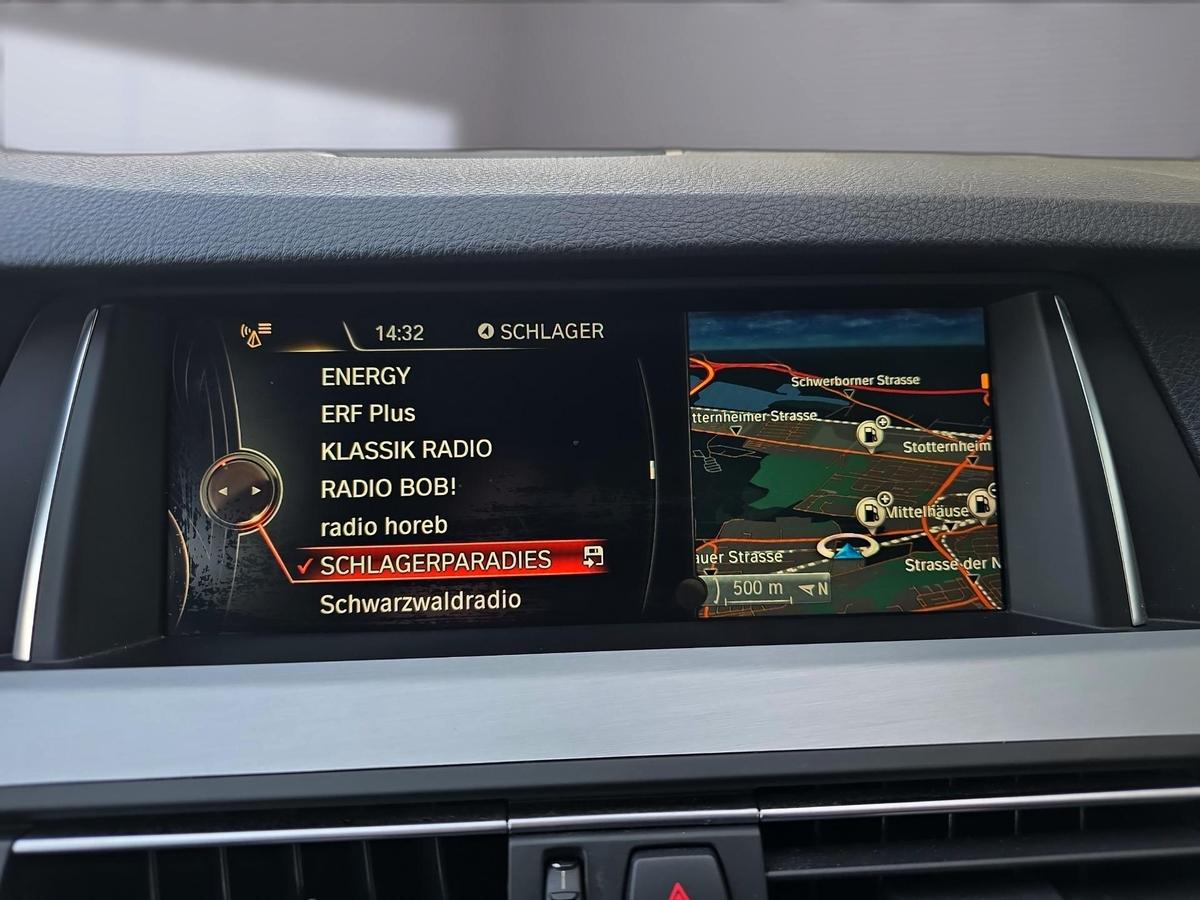 14:32 SCHLAGER
ENERGY
ERF Plus
KLASSIK RADIO
RADIO BOB!
radio horeb
SCHLAGERPARADIES
Schwarzwaldradio
Schwerborner Strasse
tternheimer Strasse
Stotternheim
Mittelhäuse
auer Strasse
Strasse der N
500 m
N